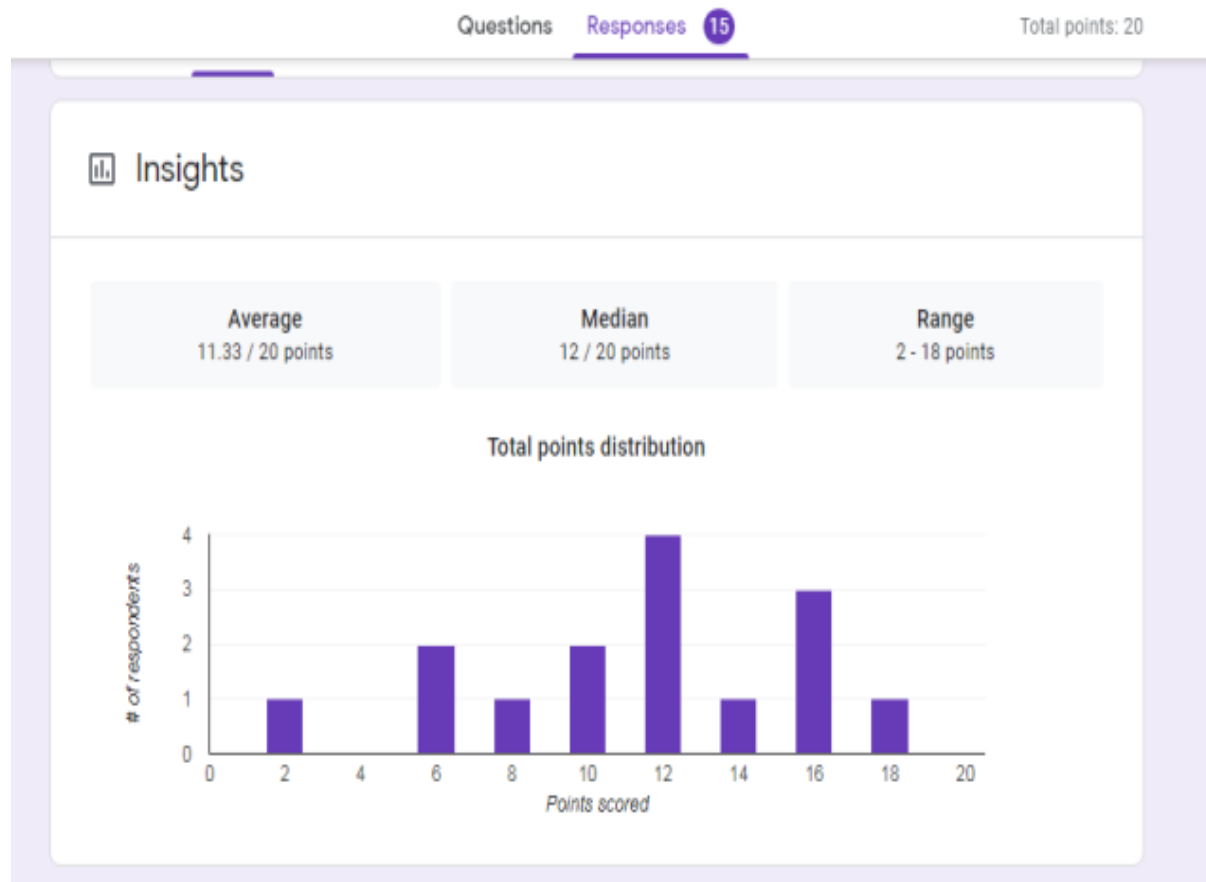 Questions Responses 15 Total points: 20
Insights
Average Median Range
11.33 / 20 points 12 / 20 points 2 - 18 points
Total points distribution
# of respondents
4
3
2
1
0
0 2 4 6 8 10 12 14 16 18 20
Points scored